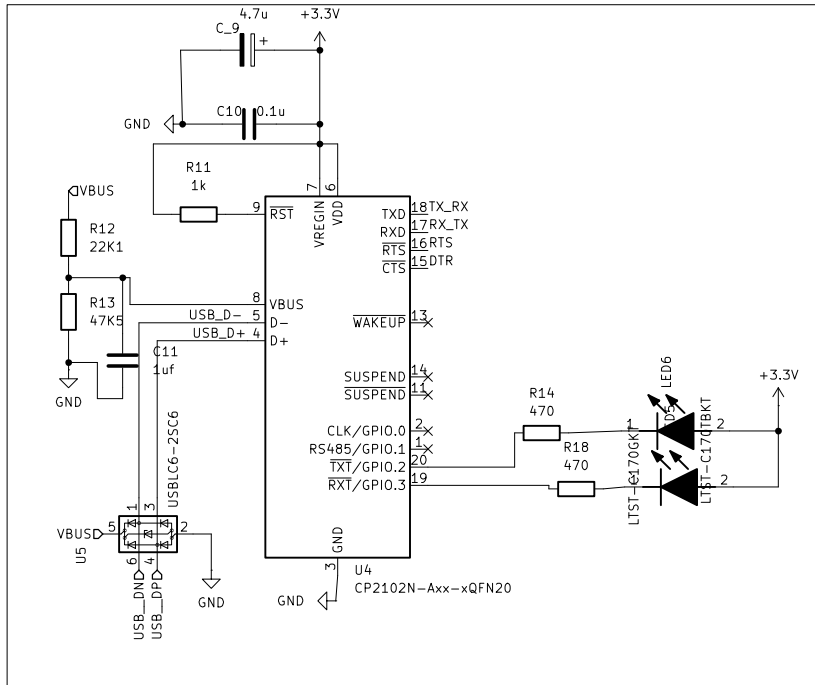 4.7u
+3.3V
C_9
+
C10
0.1u
GND
R11
1k
VBUS
7
6
9
RST
VREGIN
VDD
TXD
18
TX_RX
RXD
17
RX_TX
RTS
16
RTS
CTS
15
DTR
R12
22K1
R13
47K5
8
VBUS
USB_D-
5
D-
USB_D+
4
D+
WAKEUP
13
C11
1uf
GND
SUSPEND
14
SUSPEND
11
CLK/GPIO.0
2
RS485/GPIO.1
1
TXT/GPIO.2
20
RXT/GPIO.3
19
R14
470
R18
470
LED6
+3.3V
1
2
LTST-C170GKT
LTST-C170TBKT
2
USBLC6-2SC6
1
3
VBUS
5
2
U5
6
4
USB_DN
USB_DP
GND
GND
3
GND
U4
CP2102N-Axx-xQFN20